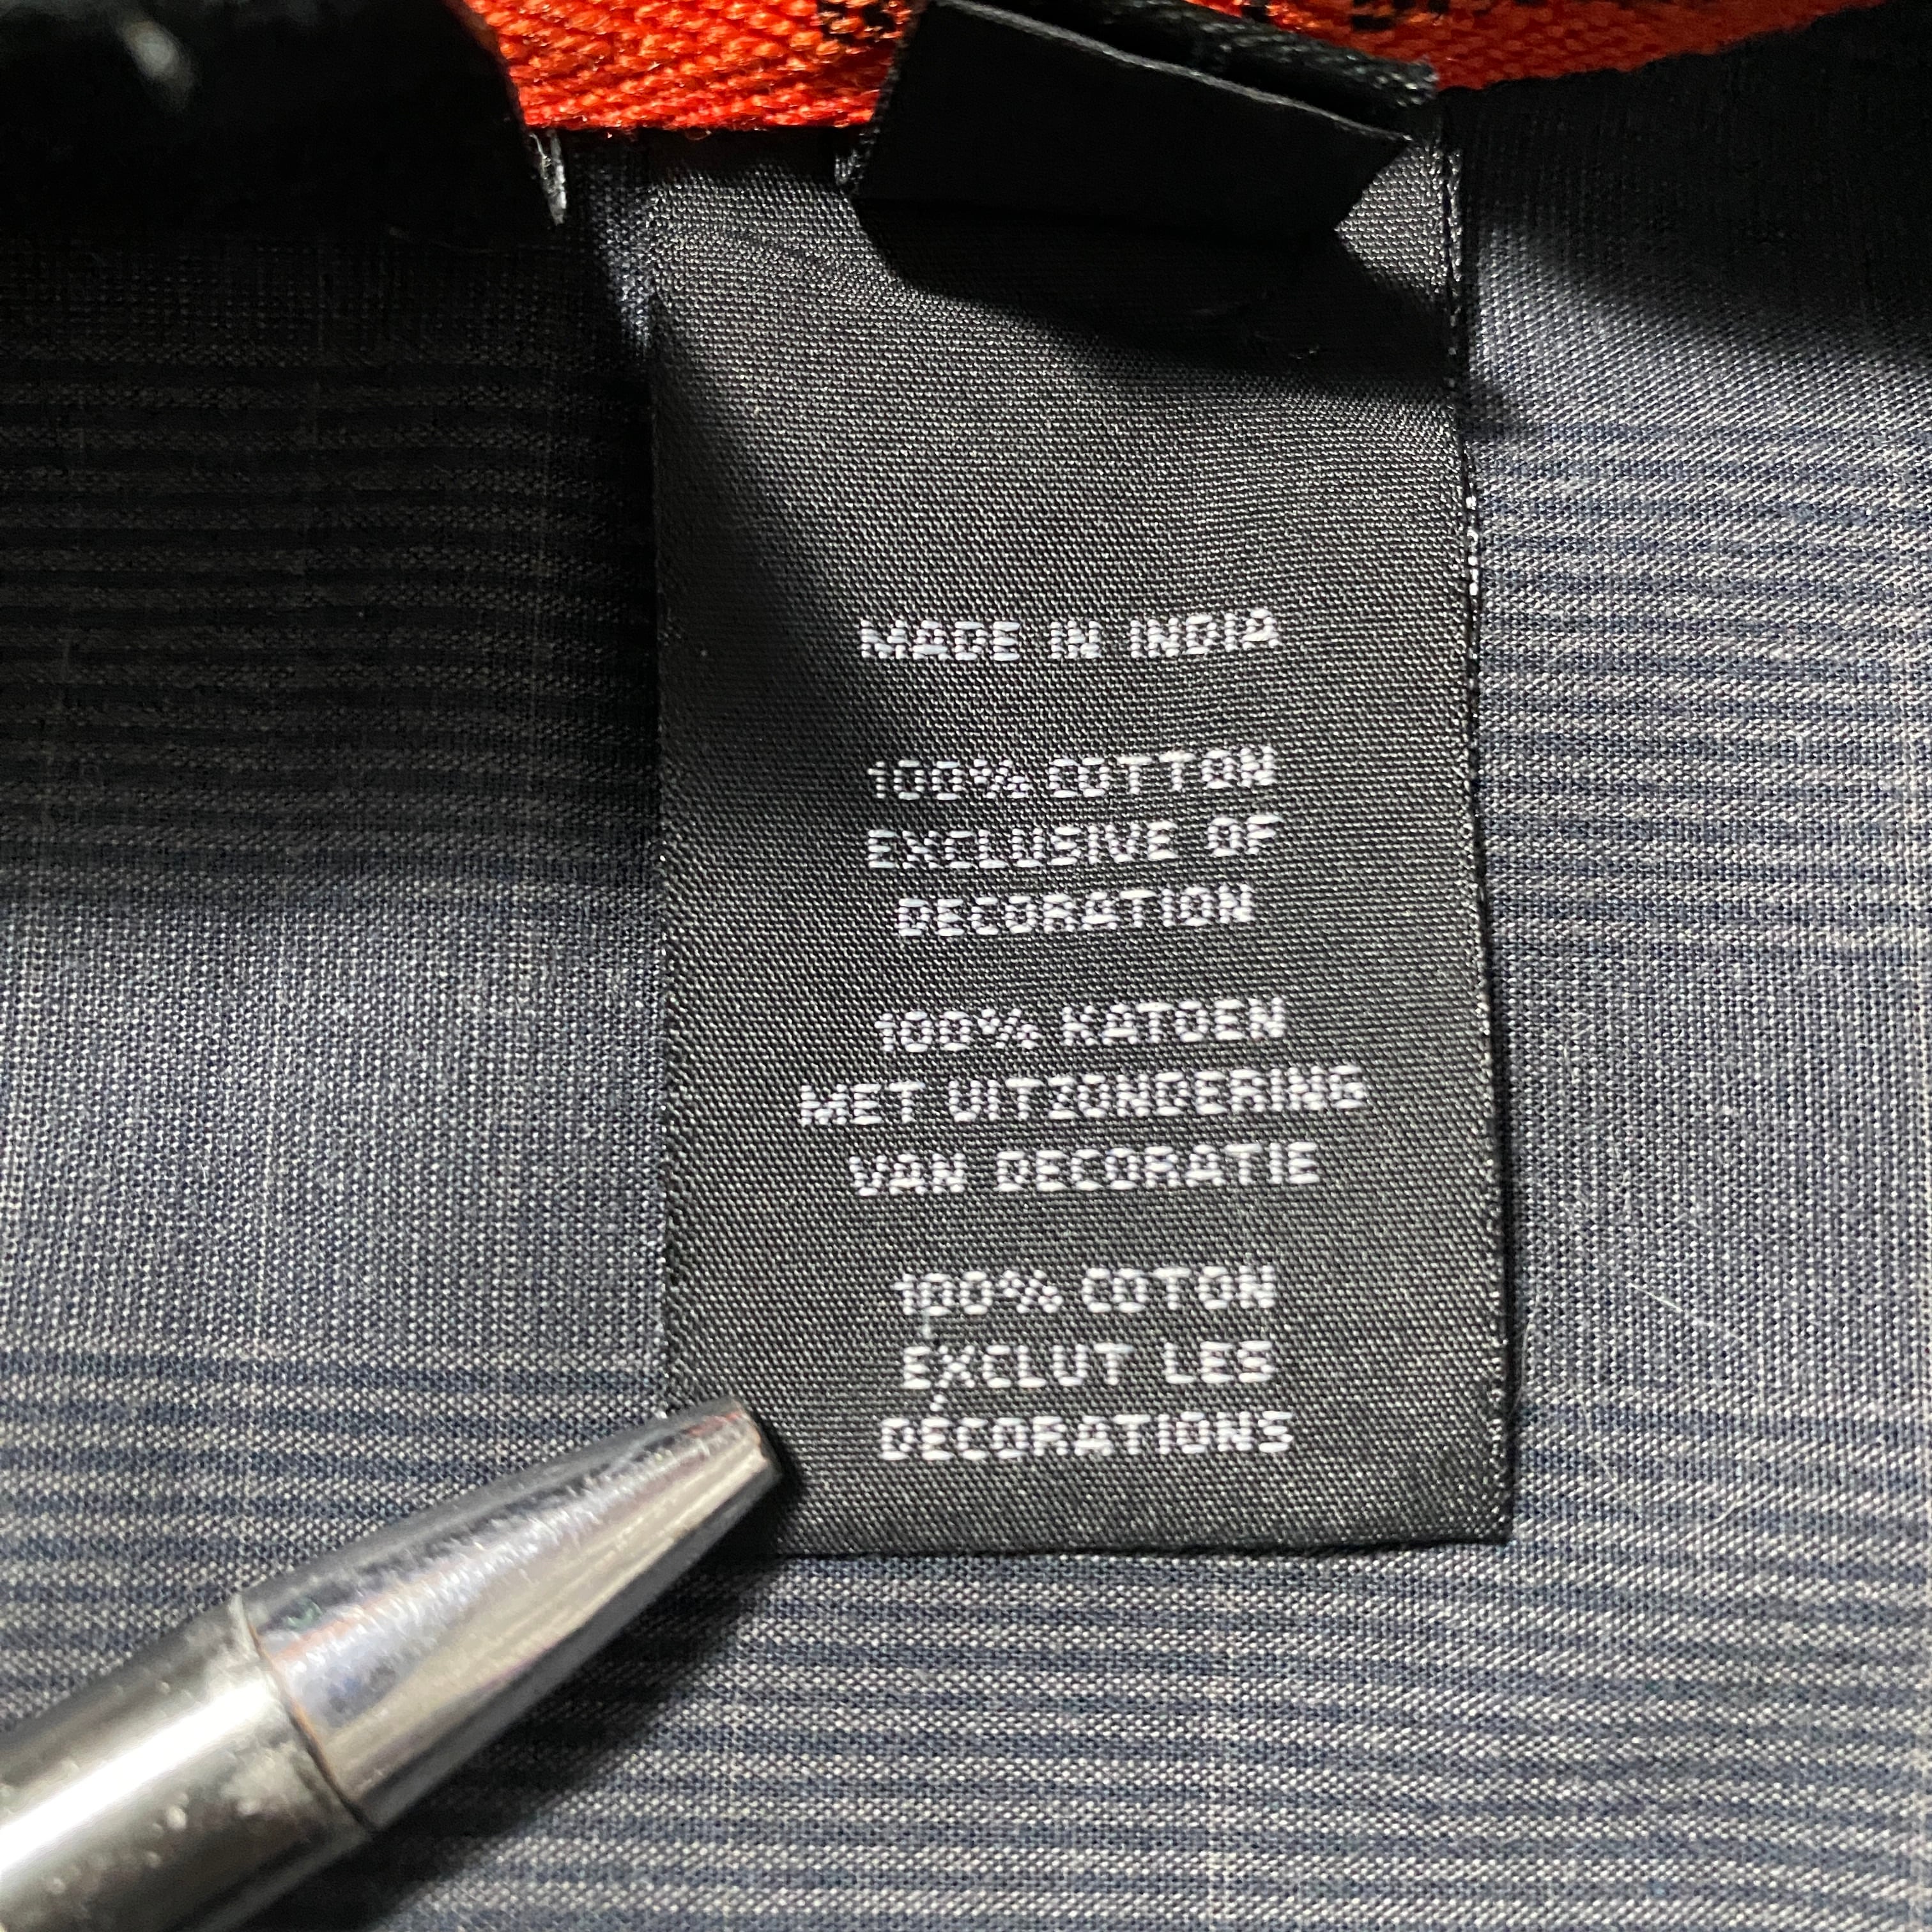 MADE IN INDIA
100% COTTON
EXCLUSIVE OF
DECORATION
100% KATOEN
MET UITZONDERING
VAN DECORATIE
100% COTON
EXCLUT LES
DÉCORATIONS